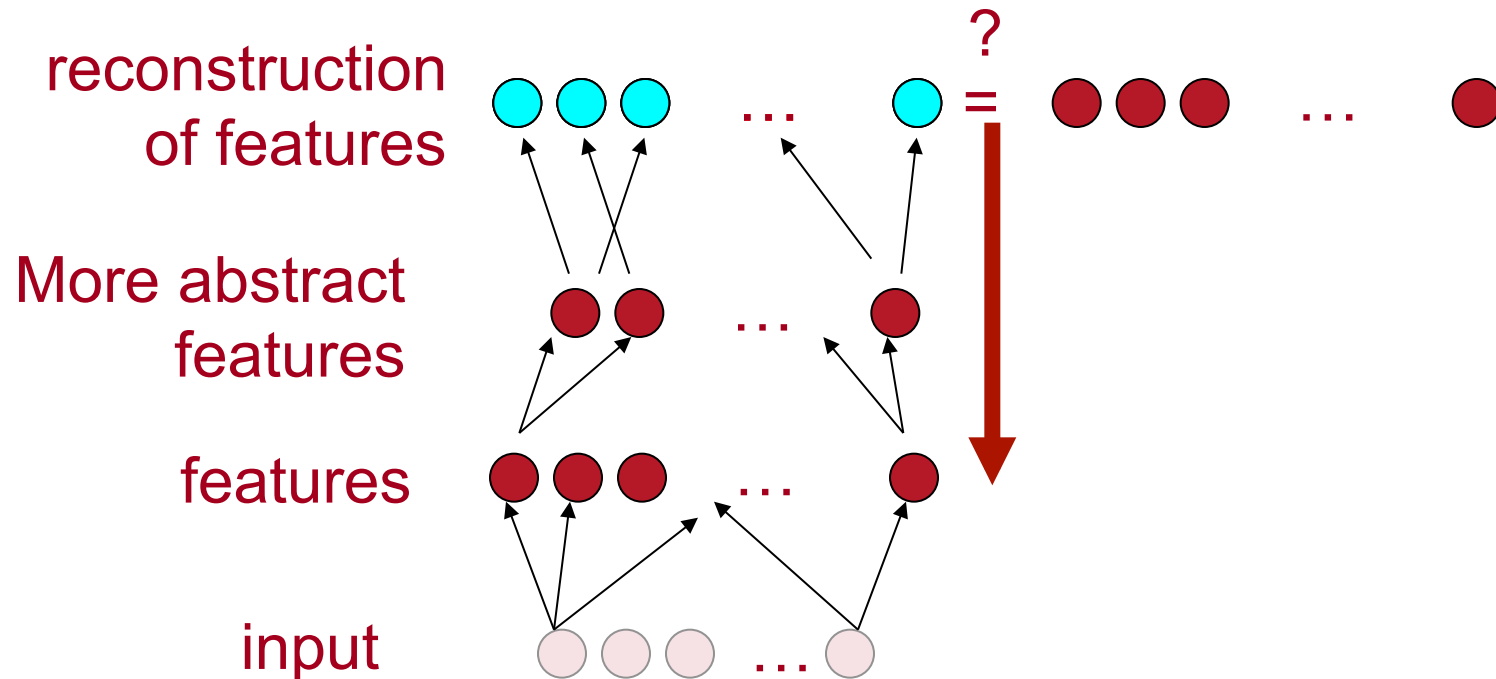 ?
reconstruction
of features
… = …
More abstract
features
…
features
…
input
…